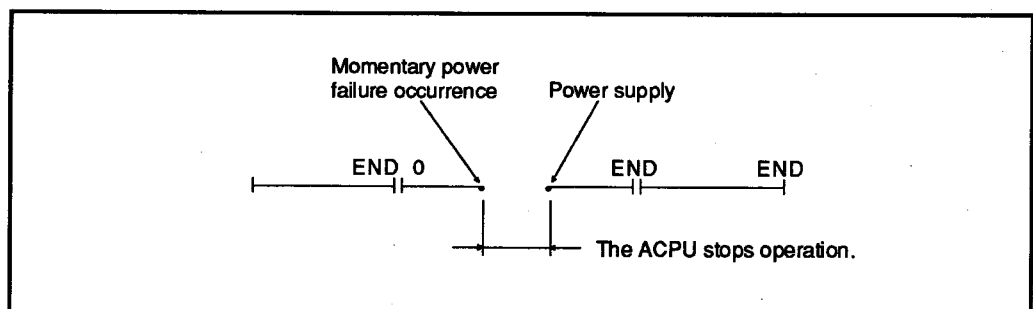 Momentary power
failure occurrence
Power supply
END 0
END
END
The ACPU stops operation.